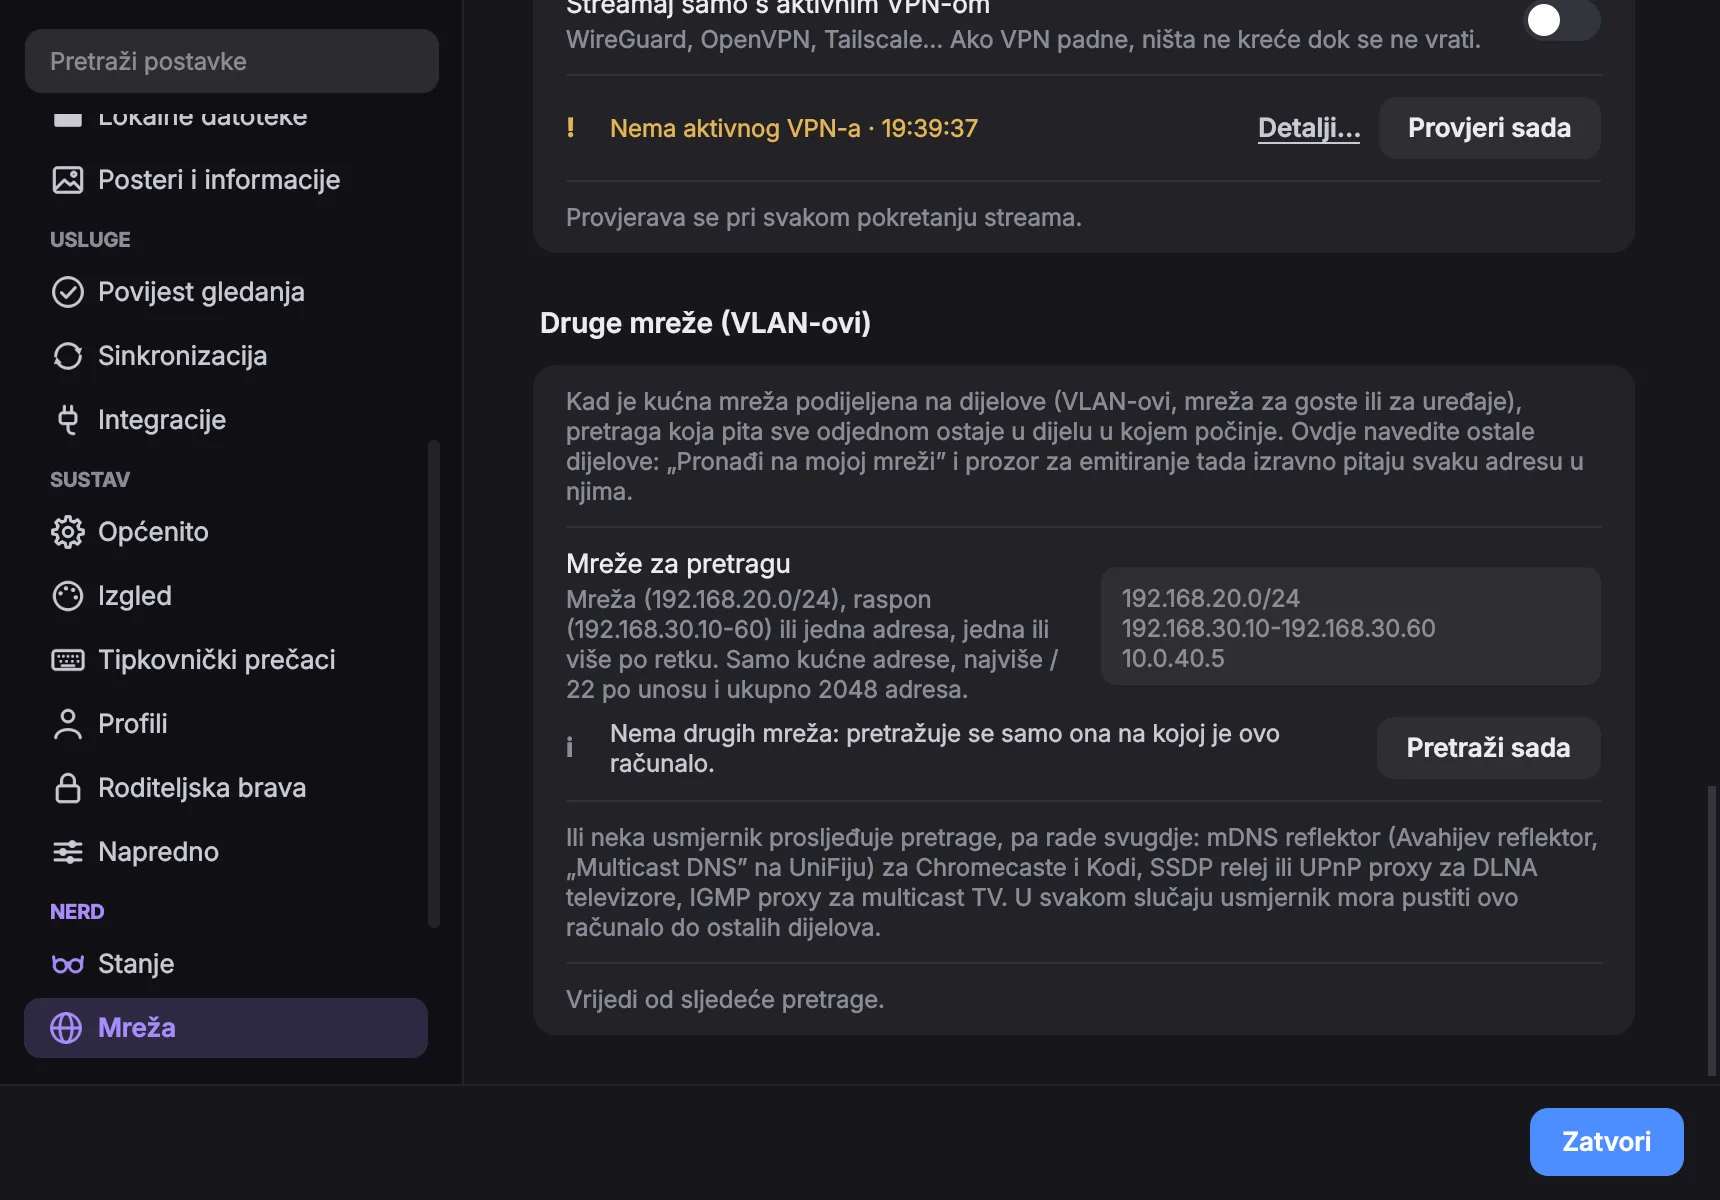 Pretraži postavke
Lokalne datoteke
Posteri i informacije
USLUGE
Povijest gledanja
Sinkronizacija
Integracije
SUSTAV
Općenito
Izgled
Tipkovnički prečaci
Profili
Roditeljska brava
Napredno
NERD
Stanje
Mreža
Streamaj samo s aktivnim VPN-om
WireGuard, OpenVPN, Tailscale... Ako VPN padne, ništa ne kreće dok se ne vrati.
! Nema aktivnog VPN-a · 19:39:37
Detalji...
Provjeri sada
Provjerava se pri svakom pokretanju streama.
Druge mreže (VLAN-ovi)
Kad je kućna mreža podijeljena na dijelove (VLAN-ovi, mreža za goste ili za uređaje),
pretraga koja pita sve odjednom ostaje u dijelu u kojem počinje. Ovdje navedite ostale
dijelove: „Pronađi na mojoj mreži” i prozor za emitiranje tada izravno pitaju svaku adresu u
njima.
Mreže za pretragu
Mreža (192.168.20.0/24), raspon
(192.168.30.10-60) ili jedna adresa, jedna ili
više po retku. Samo kućne adrese, najviše /
22 po unosu i ukupno 2048 adresa.
192.168.20.0/24
192.168.30.10-192.168.30.60
10.0.40.5
i Nema drugih mreža: pretražuje se samo ona na kojoj je ovo
računalo.
Pretraži sada
Ili neka usmjernik prosljeđuje pretrage, pa rade svugdje: mDNS reflektor (Avahijev reflektor,
„Multicast DNS” na UniFiju) za Chromecaste i Kodi, SSDP relej ili UPnP proxy za DLNA
televizore, IGMP proxy za multicast TV. U svakom slučaju usmjernik mora pustiti ovo
računalo do ostalih dijelova.
Vrijedi od sljedeće pretrage.
Zatvori